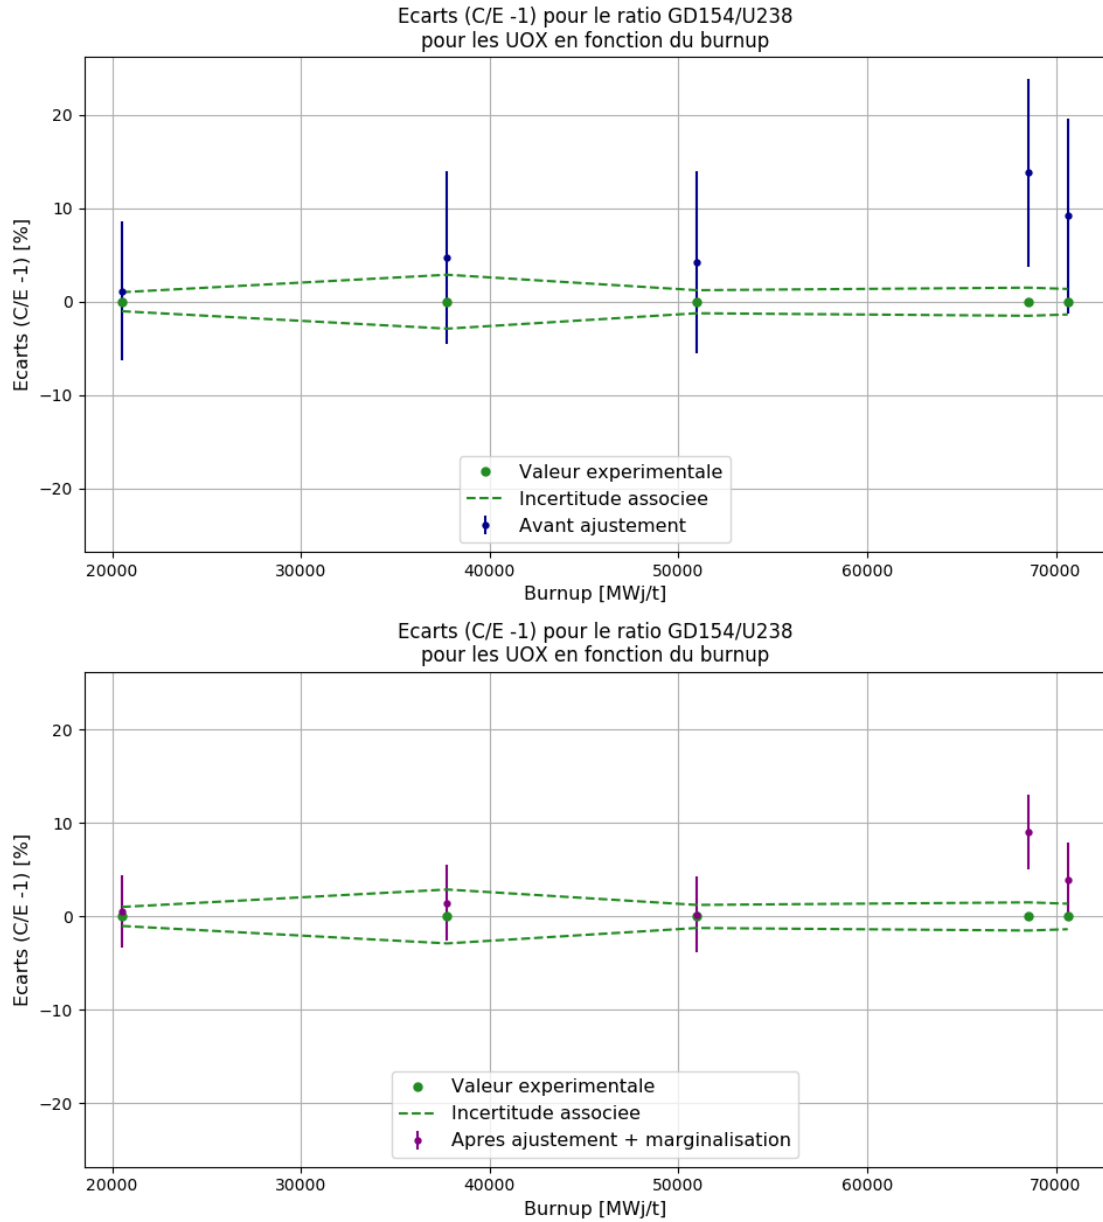 Ecarts (C/E -1) pour le ratio GD154/U238
pour les UOX en fonction du burnup
Ecarts (C/E -1) [%]
20
10
0
−10
−20
Valeur experimentale
Incertitude associee
Avant ajustement
20000 30000 40000 50000 60000 70000
Burnup [MWj/t]
Ecarts (C/E -1) pour le ratio GD154/U238
pour les UOX en fonction du burnup
Ecarts (C/E -1) [%]
20
10
0
−10
−20
Valeur experimentale
Incertitude associee
Apres ajustement + marginalisation
20000 30000 40000 50000 60000 70000
Burnup [MWj/t]